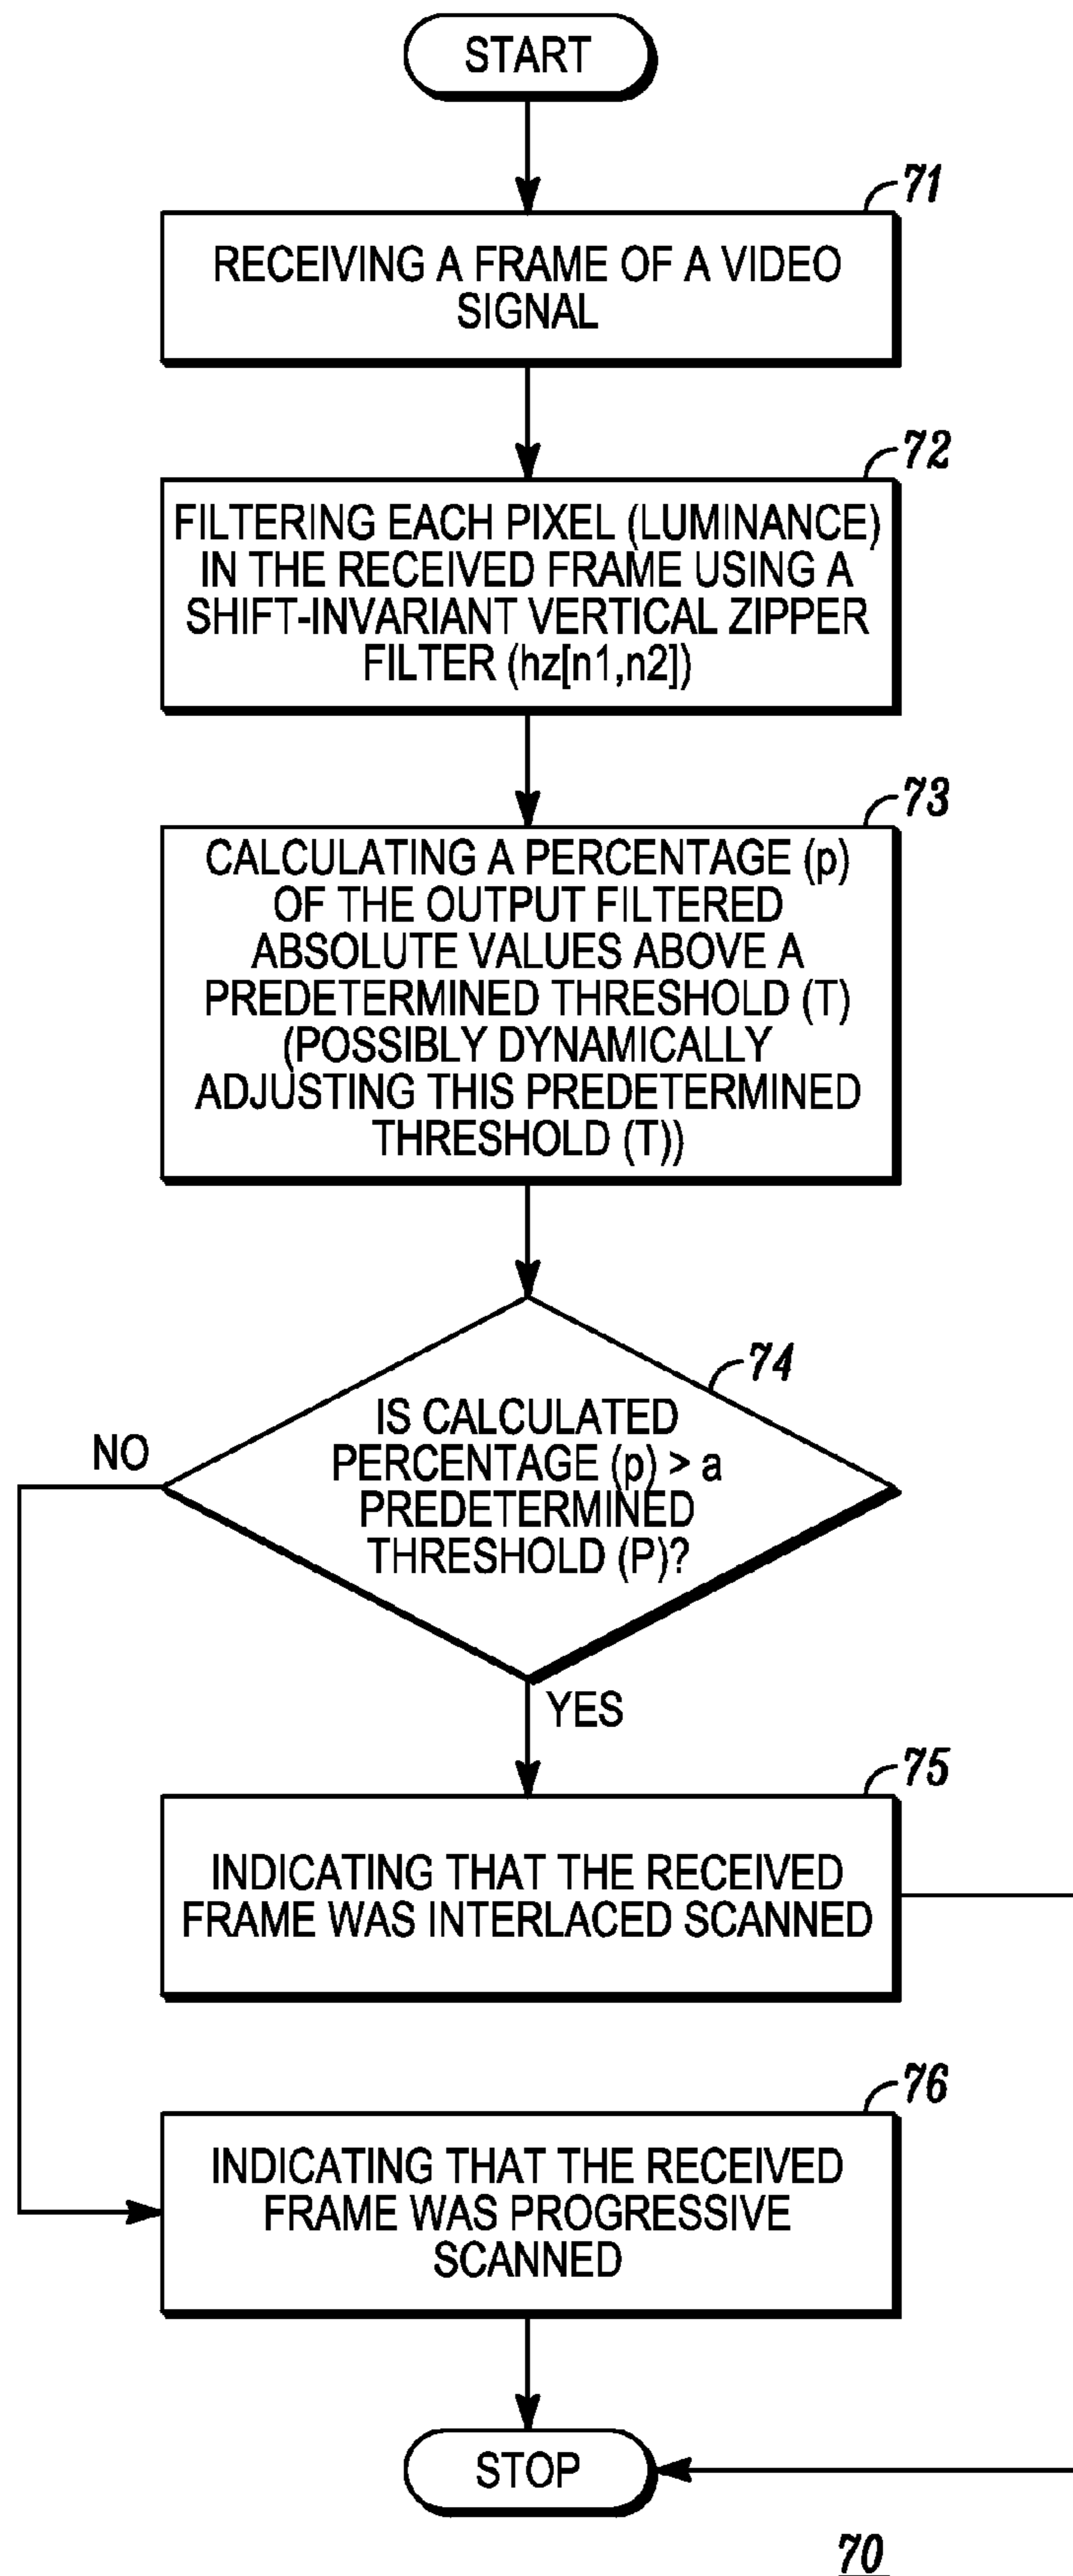 START
71
RECEIVING A FRAME OF A VIDEO
SIGNAL
72
FILTERING EACH PIXEL (LUMINANCE)
IN THE RECEIVED FRAME USING A
SHIFT-INVARIANT VERTICAL ZIPPER
FILTER (hz[n1,n2])
73
CALCULATING A PERCENTAGE (p)
OF THE OUTPUT FILTERED
ABSOLUTE VALUES ABOVE A
PREDETERMINED THRESHOLD (T)
(POSSIBLY DYNAMICALLY
ADJUSTING THIS PREDETERMINED
THRESHOLD (T))
74
IS CALCULATED
PERCENTAGE (p) > a
PREDETERMINED
THRESHOLD (P)?
NO
YES
75
INDICATING THAT THE RECEIVED
FRAME WAS INTERLACED SCANNED
76
INDICATING THAT THE RECEIVED
FRAME WAS PROGRESSIVE
SCANNED
STOP
70